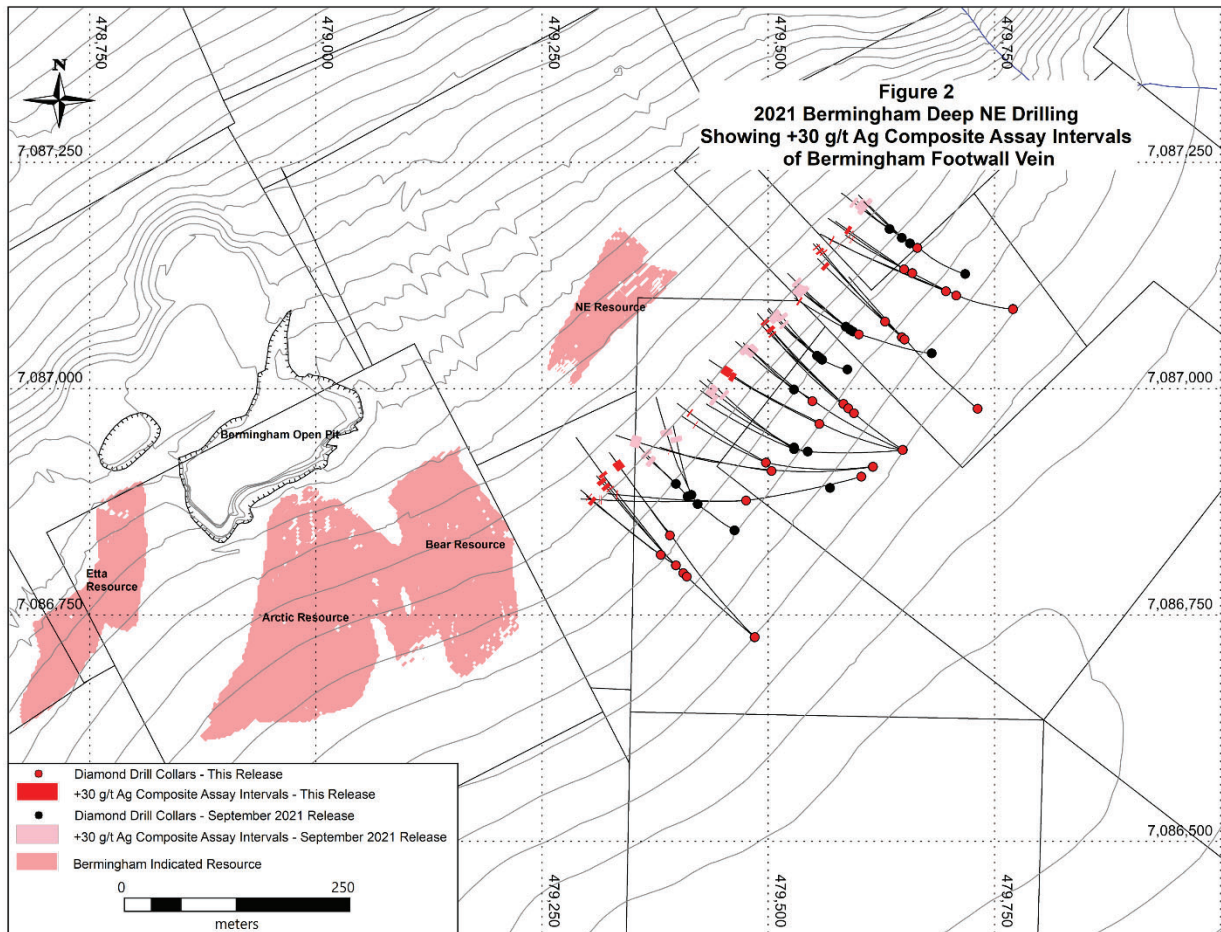 478,750
479,000
479,250
479,500
479,750
N
Figure 2
2021 Bermingham Deep NE Drilling
Showing +30 g/t Ag Composite Assay Intervals
of Bermingham Footwall Vein
7,087,250
7,087,250
NE Resource
7,087,000
7,087,000
Bermingham Open Pit
Bear Resource
Etta
Resource
Arctic Resource
7,086,750
7,086,750
Diamond Drill Collars - This Release
+30 g/t Ag Composite Assay Intervals - This Release
Diamond Drill Collars - September 2021 Release
+30 g/t Ag Composite Assay Intervals - September 2021 Release
Bermingham Indicated Resource
0
250
meters
7,086,500
479,250
479,500
479,750